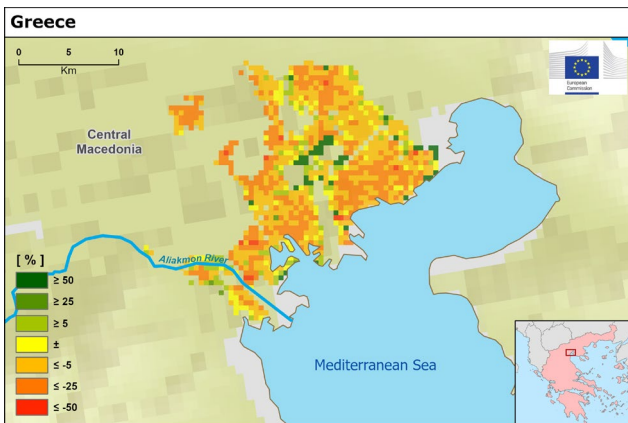 Greece
0 5 10
Km
European
Commission
Central
Macedonia
[ % ]
≥ 50
≥ 25
≥ 5
±
≤ -5
≤ -25
≤ -50
Aliakmon River
Mediterranean Sea